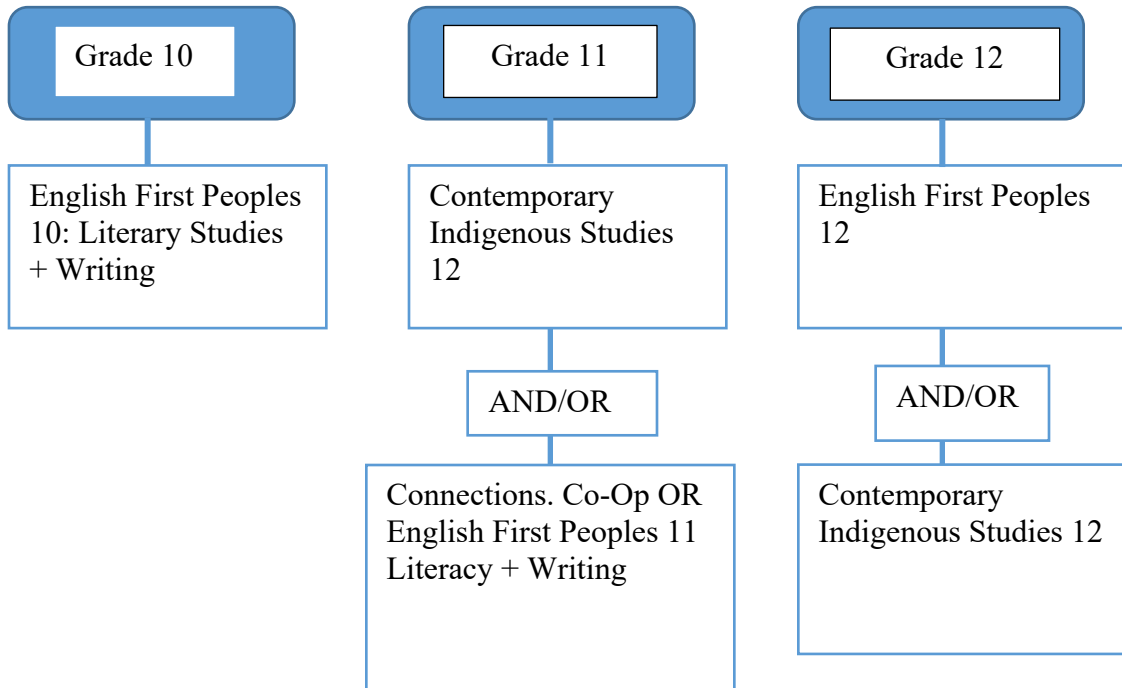 Grade 10
English First Peoples
10: Literary Studies
+ Writing
Grade 11
Contemporary
Indigenous Studies
12
AND/OR
Connections. Co-Op OR
English First Peoples 11
Literacy + Writing
Grade 12
English First Peoples
12
AND/OR
Contemporary
Indigenous Studies 12